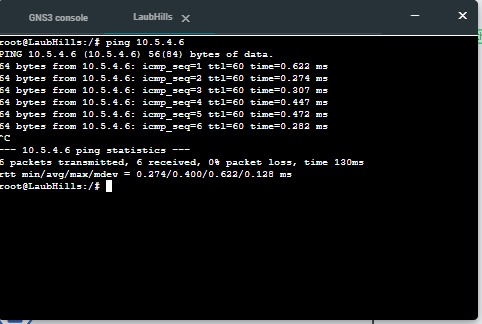 GNS3 console LaubHills
root@LaubHills:/# ping 10.5.4.6
PING 10.5.4.6 (10.5.4.6) 56(84) bytes of data.
64 bytes from 10.5.4.6: icmp_seq=1 ttl=60 time=0.622 ms
64 bytes from 10.5.4.6: icmp_seq=2 ttl=60 time=0.274 ms
64 bytes from 10.5.4.6: icmp_seq=3 ttl=60 time=0.307 ms
64 bytes from 10.5.4.6: icmp_seq=4 ttl=60 time=0.447 ms
64 bytes from 10.5.4.6: icmp_seq=5 ttl=60 time=0.472 ms
64 bytes from 10.5.4.6: icmp_seq=6 ttl=60 time=0.282 ms
^C
--- 10.5.4.6 ping statistics ---
6 packets transmitted, 6 received, 0% packet loss, time 130ms
rtt min/avg/max/mdev = 0.274/0.400/0.622/0.128 ms
root@LaubHills:/#